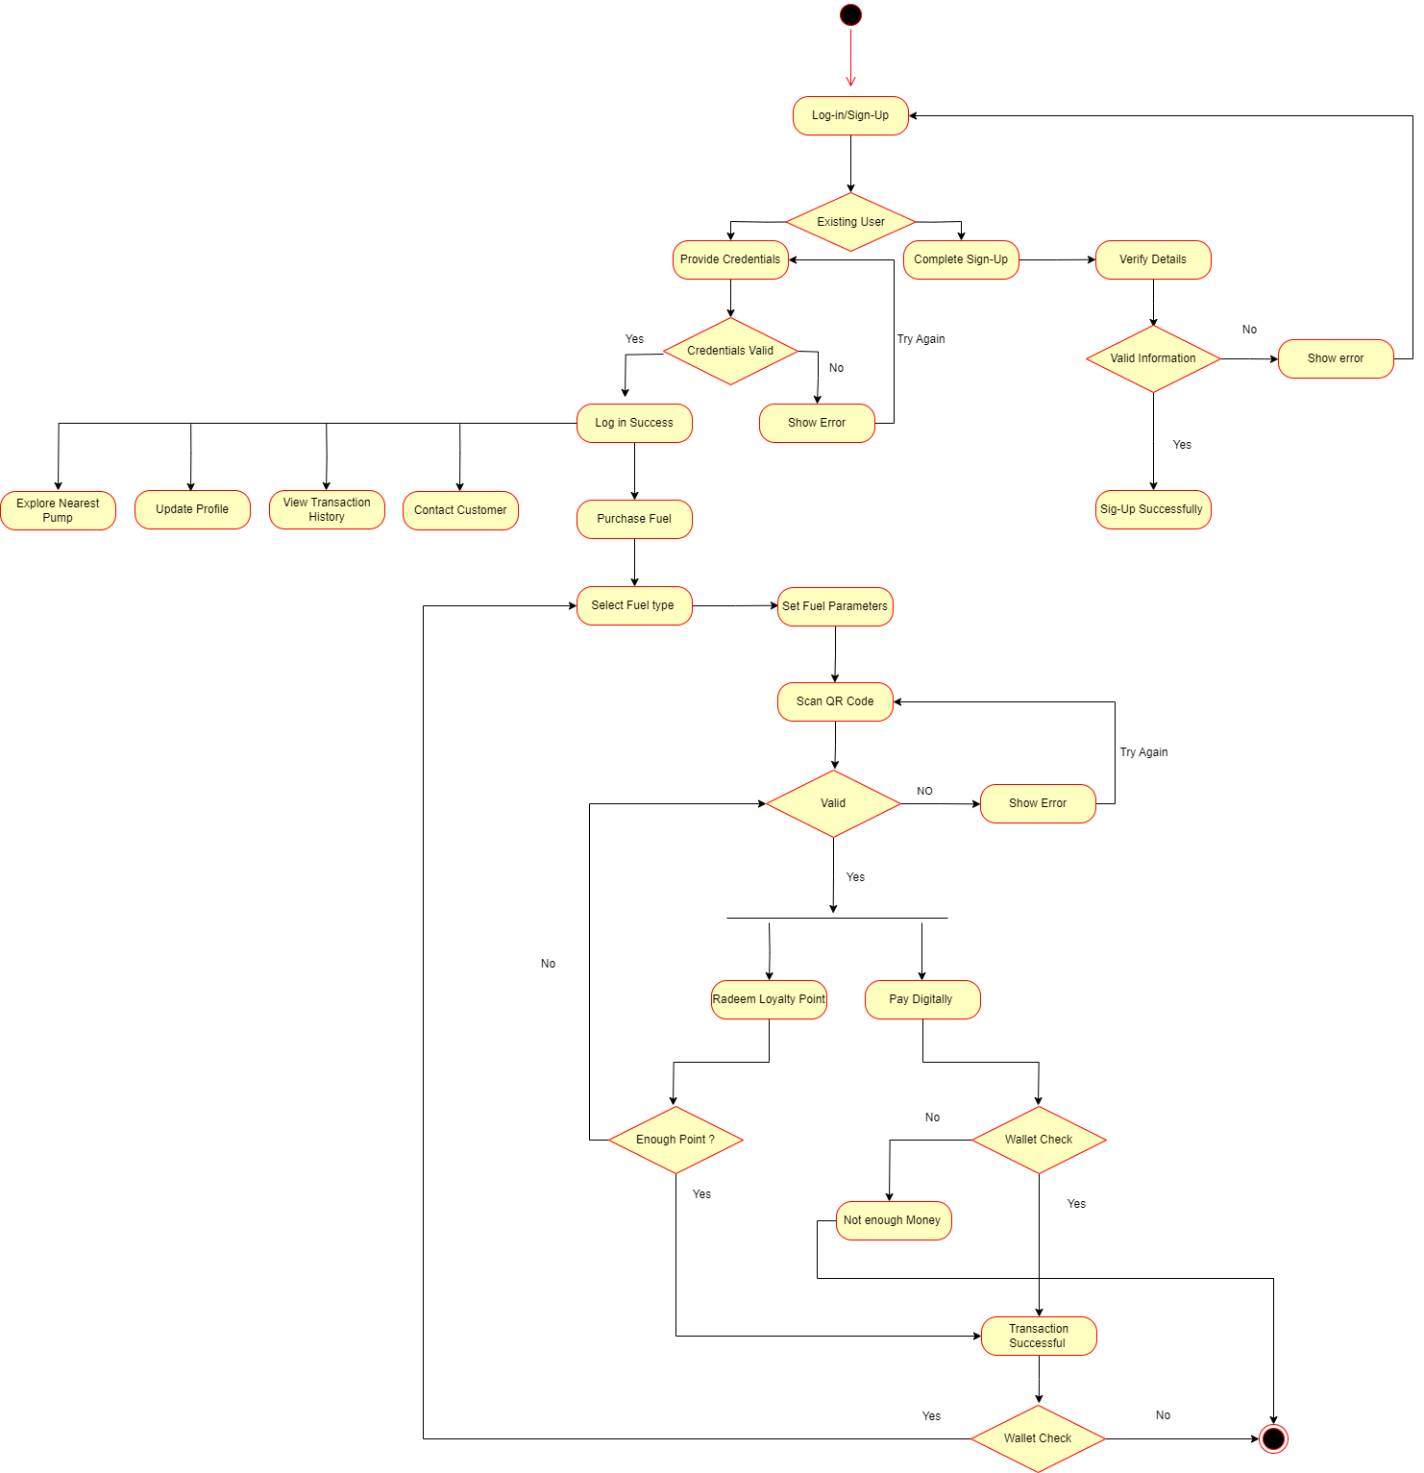 Log-in/Sign-Up
Existing User
Provide Credentials
Complete Sign-Up
Verify Details
Yes
Credentials Valid
No
Try Again
Valid Information
No
Show error
Log in Success
Show Error
Yes
Explore Nearest
Pump
Update Profile
View Transaction
History
Contact Customer
Purchase Fuel
Sig-Up Successfully
Select Fuel type
Set Fuel Parameters
Scan QR Code
Try Again
Valid
NO
Show Error
Yes
No
Radeem Loyalty Point
Pay Digitally
Enough Point ?
No
Wallet Check
Yes
Yes
Not enough Money
Transaction
Successful
Yes
Wallet Check
No